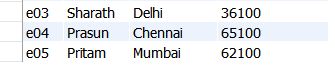 e03 Sharath Delhi 36100
e04 Prasun Chennai 65100
e05 Pritam Mumbai 62100